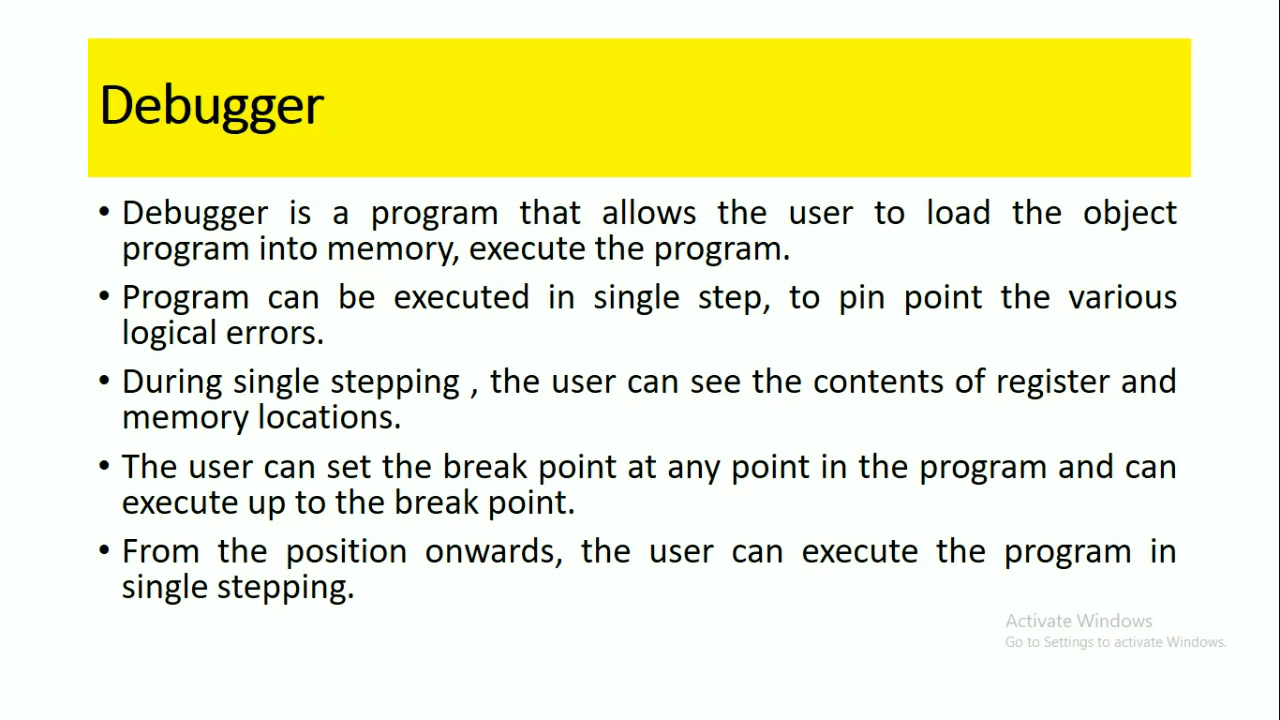 Debugger
• Debugger is a program that allows the user to load the object
program into memory, execute the program.
• Program can be executed in single step, to pin point the various
logical errors.
• During single stepping , the user can see the contents of register and
memory locations.
• The user can set the break point at any point in the program and can
execute up to the break point.
• From the position onwards, the user can execute the program in
single stepping.
Activate Windows
Go to Settings to activate Windows.